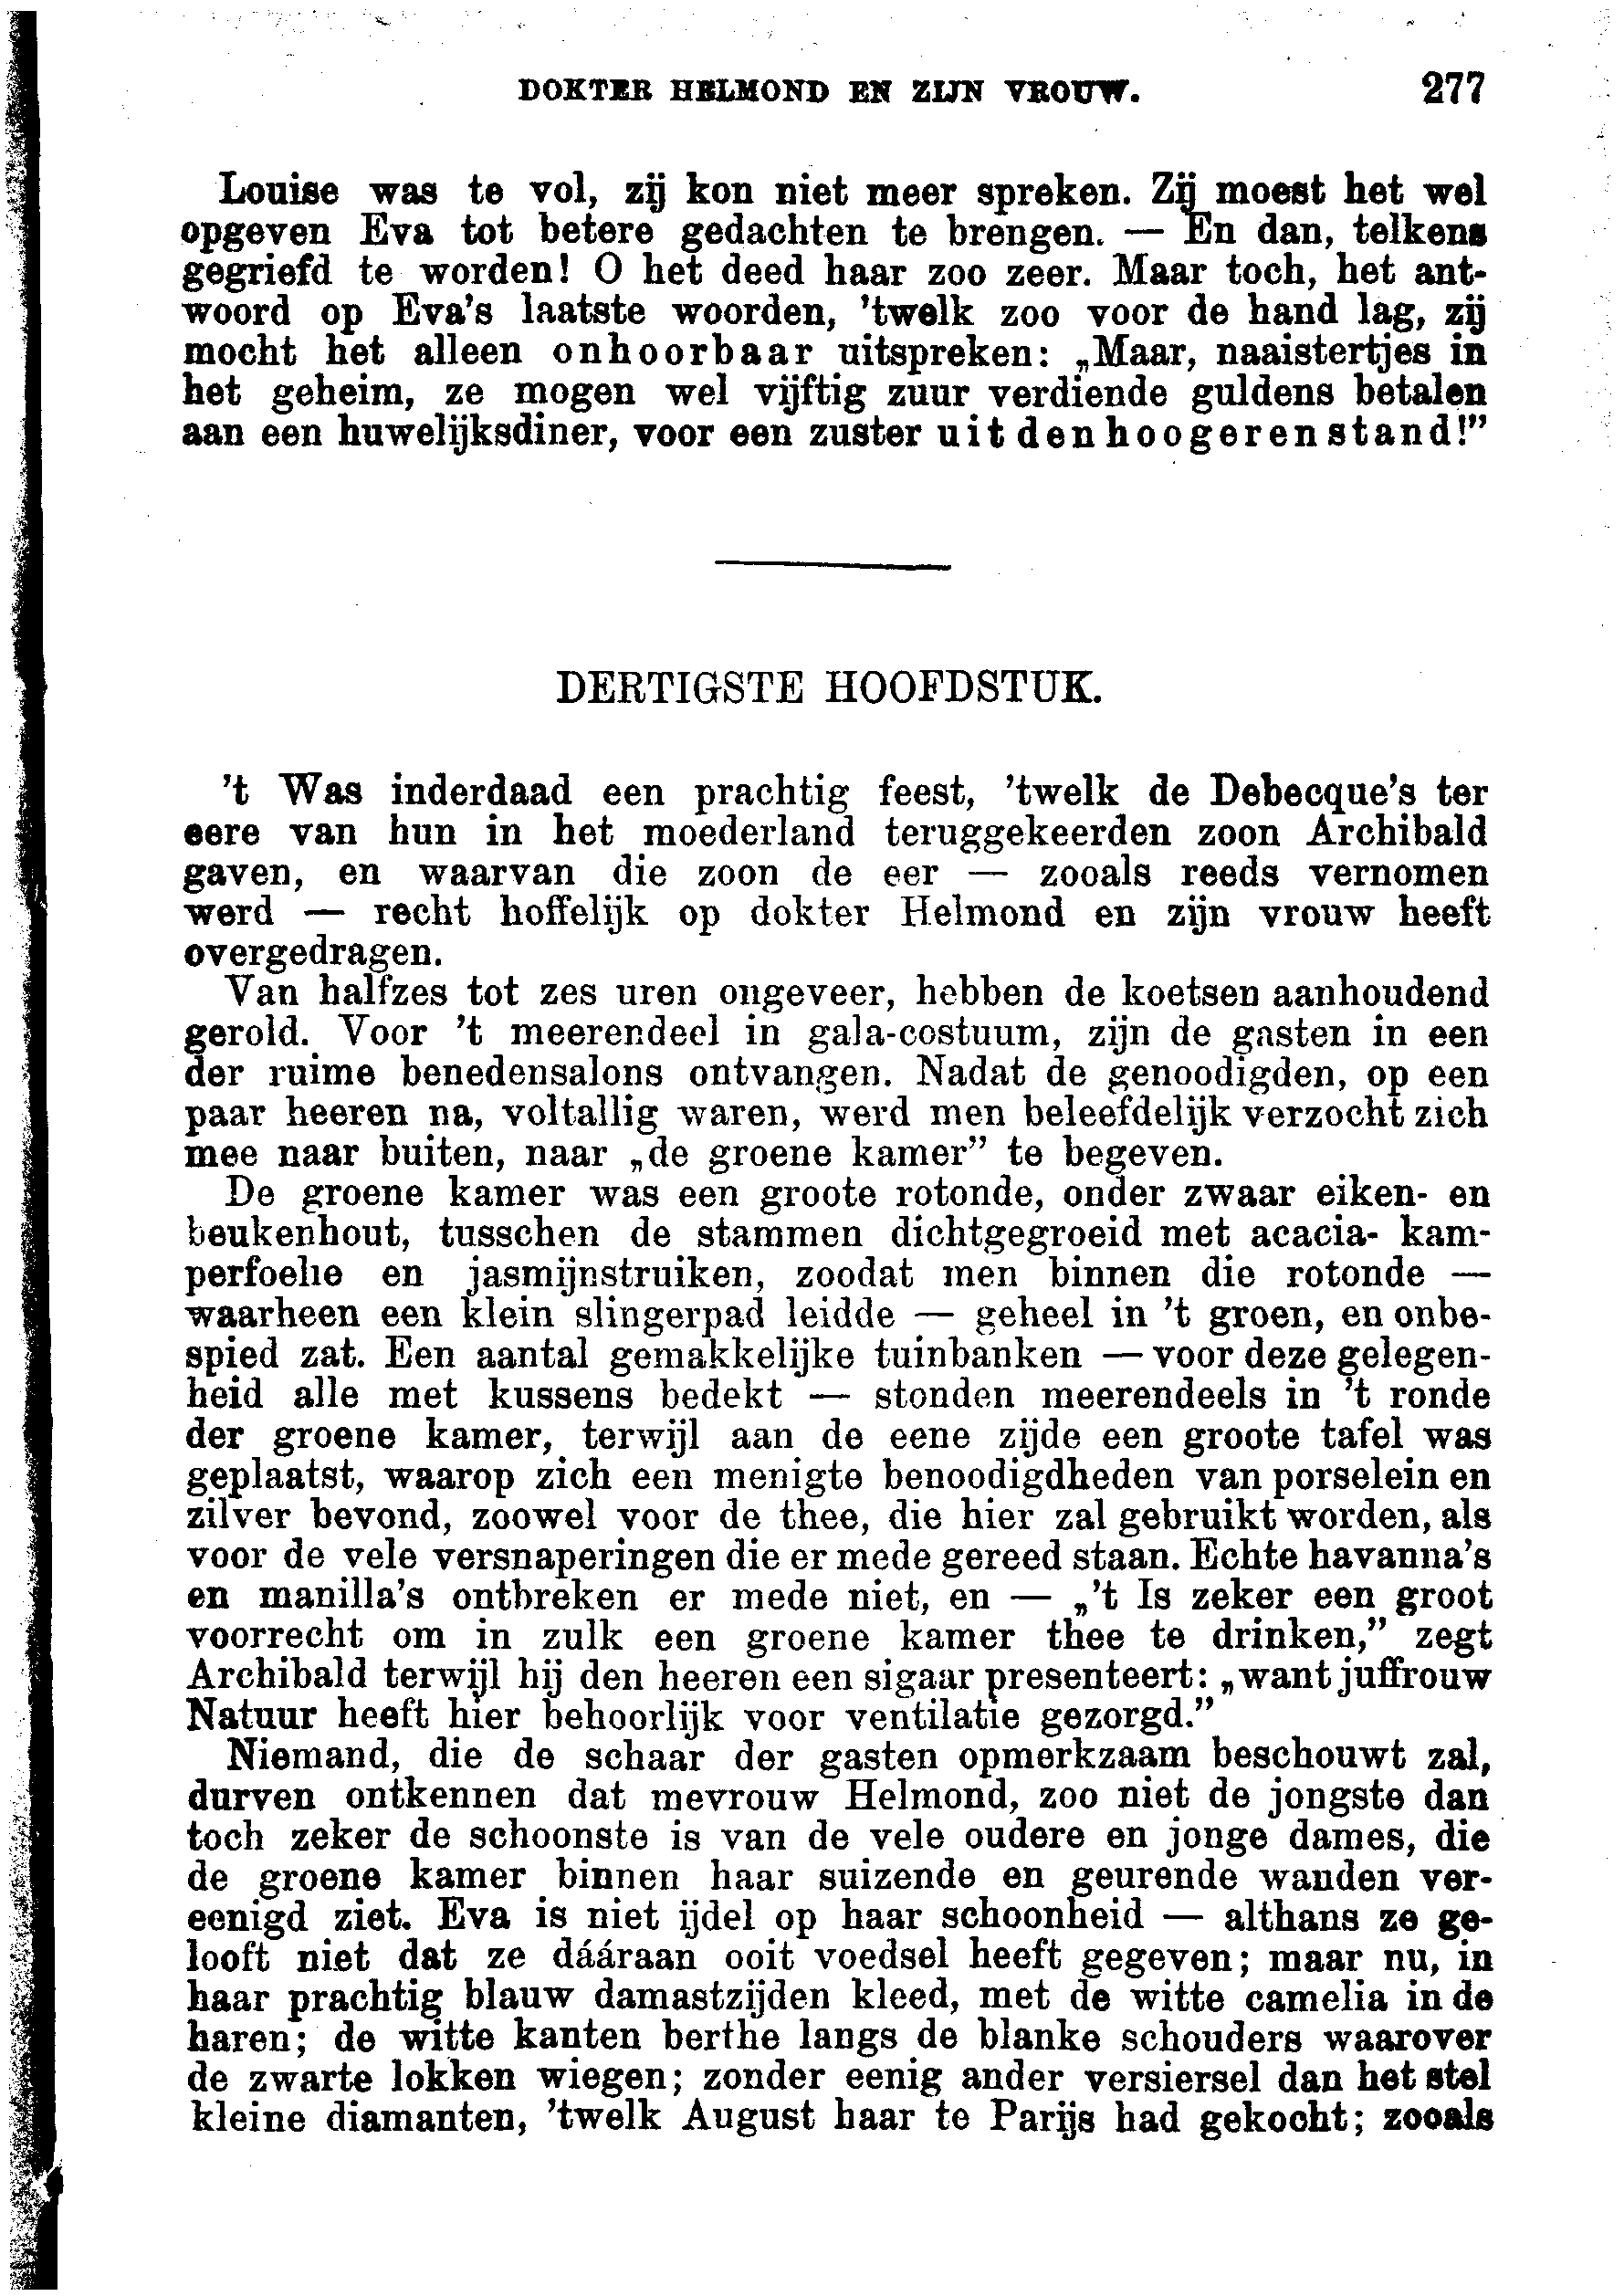 DOKTER HELMOND EN ZIJN VROUW. 277
Louise was te vol, zij kon niet meer spreken. Zij moest het wel
opgeven Eva tot betere gedachten te brengen. — En dan, telkens
gegriefd te worden! O het deed haar zoo zeer. Maar toch, het ant-
woord op Eva's laatste woorden, 'twelk zoo voor de hand lag, zij
mocht het alleen onhoorbaar uitspreken: „Maar, naaistertjes in
het geheim, ze mogen wel vijftig zuur verdiende guldens betalen
aan een huwelijksdiner, voor een zuster uit den hoogeren stand!”
DERTIGSTE HOOFDSTUK.
't Was inderdaad een prachtig feest, 'twelk de Debecque's ter
eere van hun in het moederland teruggekeerden zoon Archibald
gaven, en waarvan die zoon de eer — zooals reeds vernomen
werd — recht hoffelijk op dokter Helmond en zijn vrouw heeft
overgedragen.
Van halfzes tot zes uren ongeveer, hebben de koetsen aanhoudend
gerold. Voor 't meerendeel in gala-costuum, zijn de gasten in een
der ruime benedensalons ontvangen. Nadat de genoodigden, op een
paar heeren na, voltallig waren, werd men beleefdelijk verzocht zich
mee naar buiten, naar „de groene kamer” te begeven.
De groene kamer was een groote rotonde, onder zwaar eiken- en
beukenhout, tusschen de stammen dichtgegroeid met acacia- kam-
perfoelie en jasmijnstruiken, zoodat men binnen die rotonde —
waarheen een klein slingerpad leidde — geheel in 't groen, en onbe-
spied zat. Een aantal gemakkelijke tuinbanken — voor deze gelegen-
heid alle met kussens bedekt — stonden meerendeels in 't ronde
der groene kamer, terwijl aan de eene zijde een groote tafel was
geplaatst, waarop zich een menigte benoodigdheden van porselein en
zilver bevond, zoowel voor de thee, die hier zal gebruikt worden, als
voor de vele versnaperingen die er mede gereed staan. Echte havanna's
en manilla's ontbreken er mede niet, en — „'t Is zeker een groot
voorrecht om in zulk een groene kamer thee te drinken,” zegt
Archibald terwijl hij den heeren een sigaar presenteert: „want juffrouw
Natuur heeft hier behoorlijk voor ventilatie gezorgd.”
Niemand, die de schaar der gasten opmerkzaam beschouwt zal,
durven ontkennen dat mevrouw Helmond, zoo niet de jongste dan
toch zeker de schoonste is van de vele oudere en jonge dames, die
de groene kamer binnen haar suizende en geurende wanden ver-
eenigd ziet. Eva is niet ijdel op haar schoonheid — althans ze ge-
looft niet dat ze dááraan ooit voedsel heeft gegeven; maar nu, in
haar prachtig blauw damastzijden kleed, met de witte camelia in de
haren; de witte kanten berthe langs de blanke schouders waarover
de zwarte lokken wiegen; zonder eenig ander versiersel dan het stel
kleine diamanten, 'twelk August haar te Parijs had gekocht; zooals